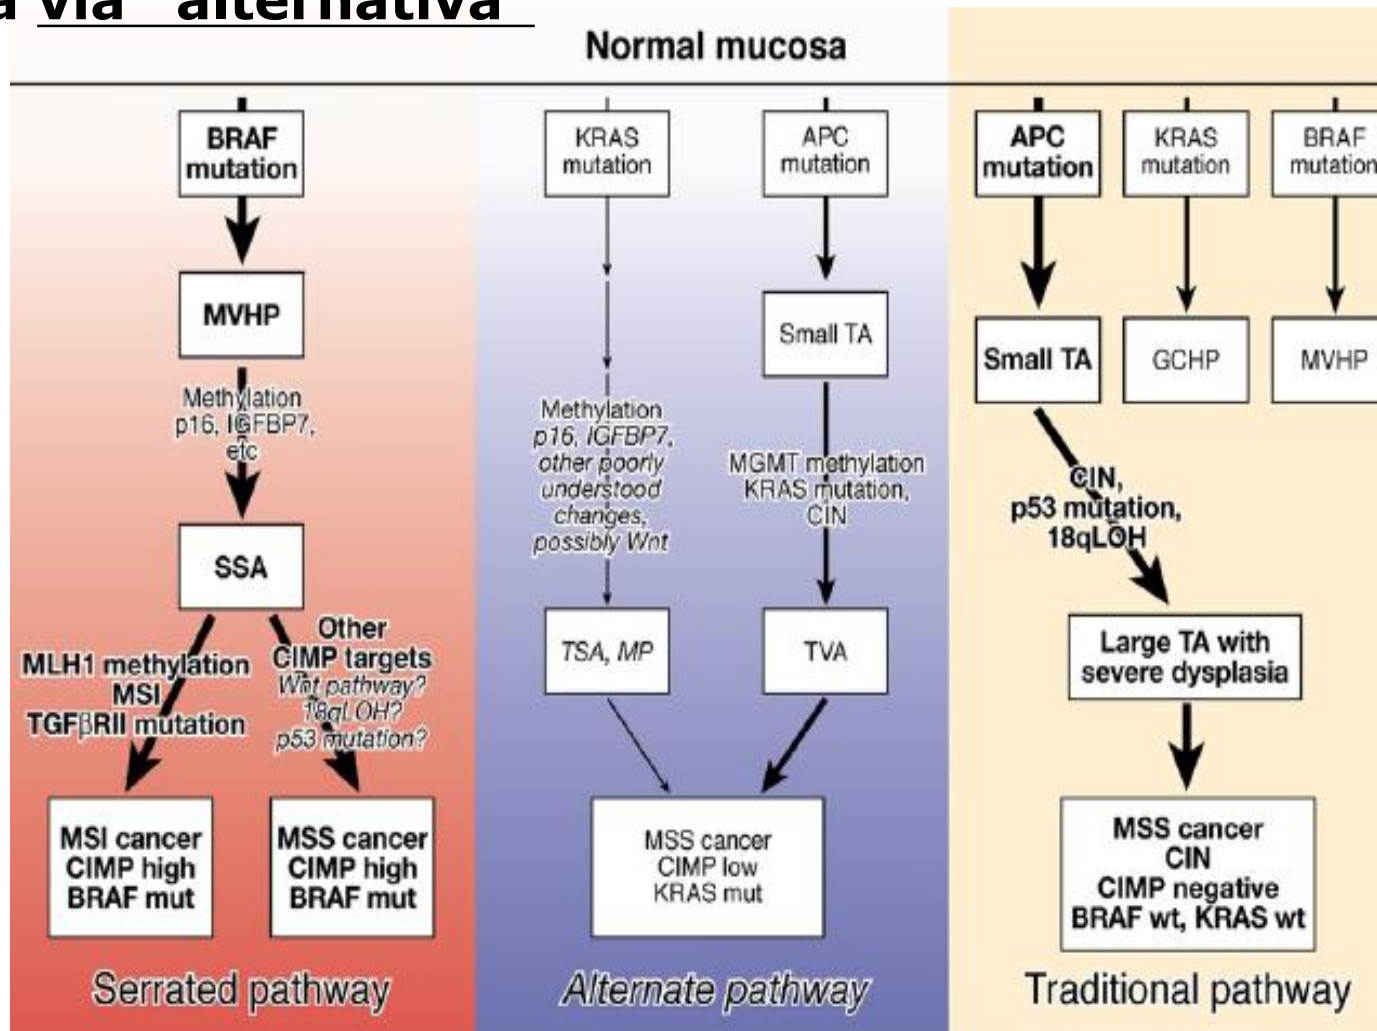 a via "alternativa"
Normal mucosa
BRAF
mutation
MVHP
Methylation
p16, IGFBP7,
etc
SSA
MLH1 methylation
MSI
TGFβRII mutation
Other
CIMP targets
Wnt pathway?
18qLOH?
p53 mutation?
MSI cancer
CIMP high
BRAF mut
MSS cancer
CIMP high
BRAF mut
Serrated pathway
KRAS
mutation
Methylation
p16, IGFBP7,
other poorly
understood
changes,
possibly Wnt
TSA, MP
APC
mutation
Small TA
MGMT methylation
KRAS mutation,
CIN
TVA
MSS cancer
CIMP low
KRAS mut
Alternate pathway
APC
mutation
Small TA
KRAS
mutation
GCHP
BRAF
mutation
MVHP
CIN,
p53 mutation,
18qLOH
Large TA with
severe dysplasia
MSS cancer
CIN
CIMP negative
BRAF wt, KRAS wt
Traditional pathway